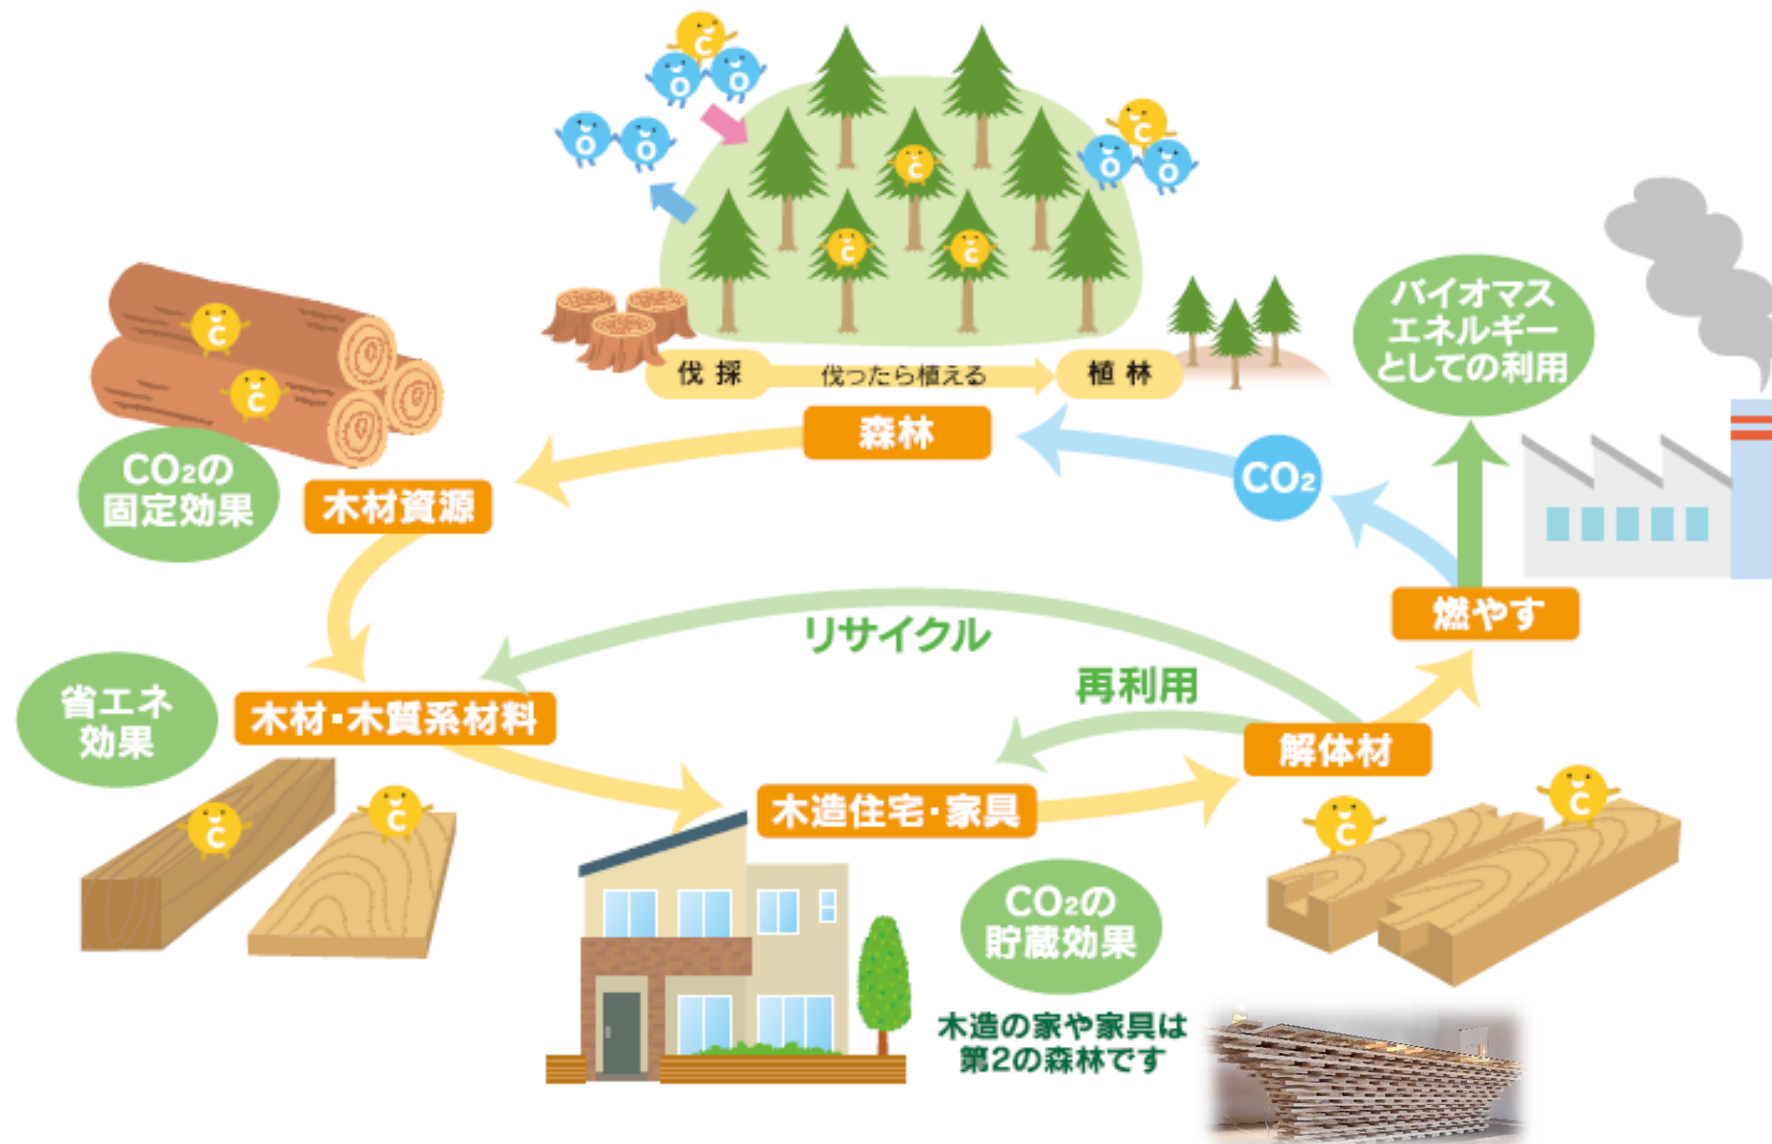 C
O O
O O
C
O O
C
C C
伐採
伐ったら植える
植林
森林
C
C
CO₂の
固定効果
木材資源
CO₂
バイオマス
エネルギー
としての利用
燃やす
リサイクル
再利用
省エネ
効果
木材・木質系材料
C
C
木造住宅・家具
解体材
C
C
CO₂の
貯蔵効果
木造の家や家具は
第2の森林です